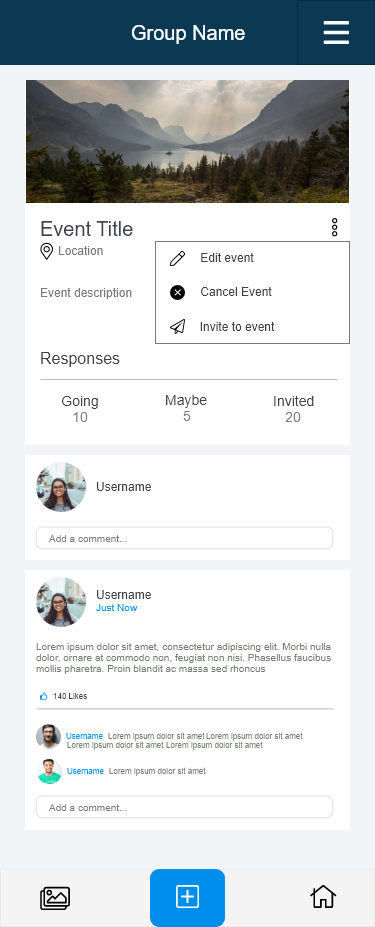 Group Name
Event Title
Location
Edit event
Event description
Cancel Event
Invite to event
Responses
Going
Maybe
Invited
10
5
20
Username
Add a comment...
Username
Just Now
Lorem ipsum dolor sit amet, consectetur adipiscing elit. Morbi nulla
dolor, ornare at commodo non, feugiat non nisi. Phasellus faucibus
mollis pharetra. Proin blandit ac massa sed rhoncus
140 Likes
Username Lorem ipsum dolor sit amet Lorem ipsum dolor sit amet
Lorem ipsum dolor sit amet Lorem ipsum dolor sit amet
Username Lorem ipsum dolor sit amet
Add a comment...